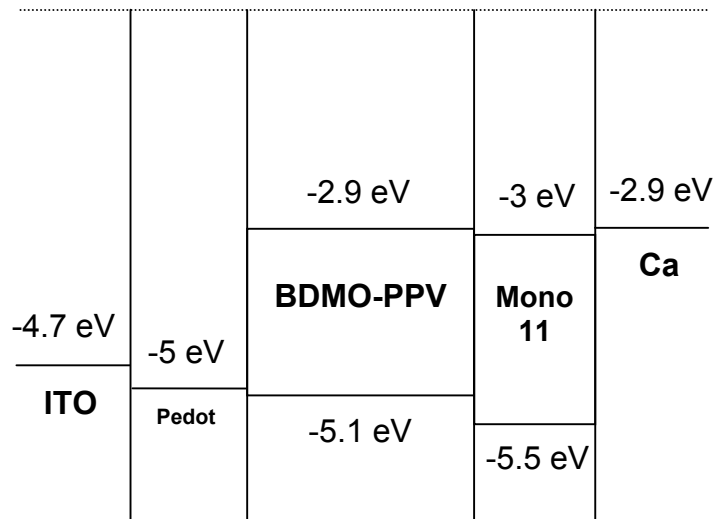 -2.9 eV
-3 eV
-2.9 eV
BDMO-PPV
Mono
11
Ca
-4.7 eV
-5 eV
ITO
Pedot
-5.1 eV
-5.5 eV